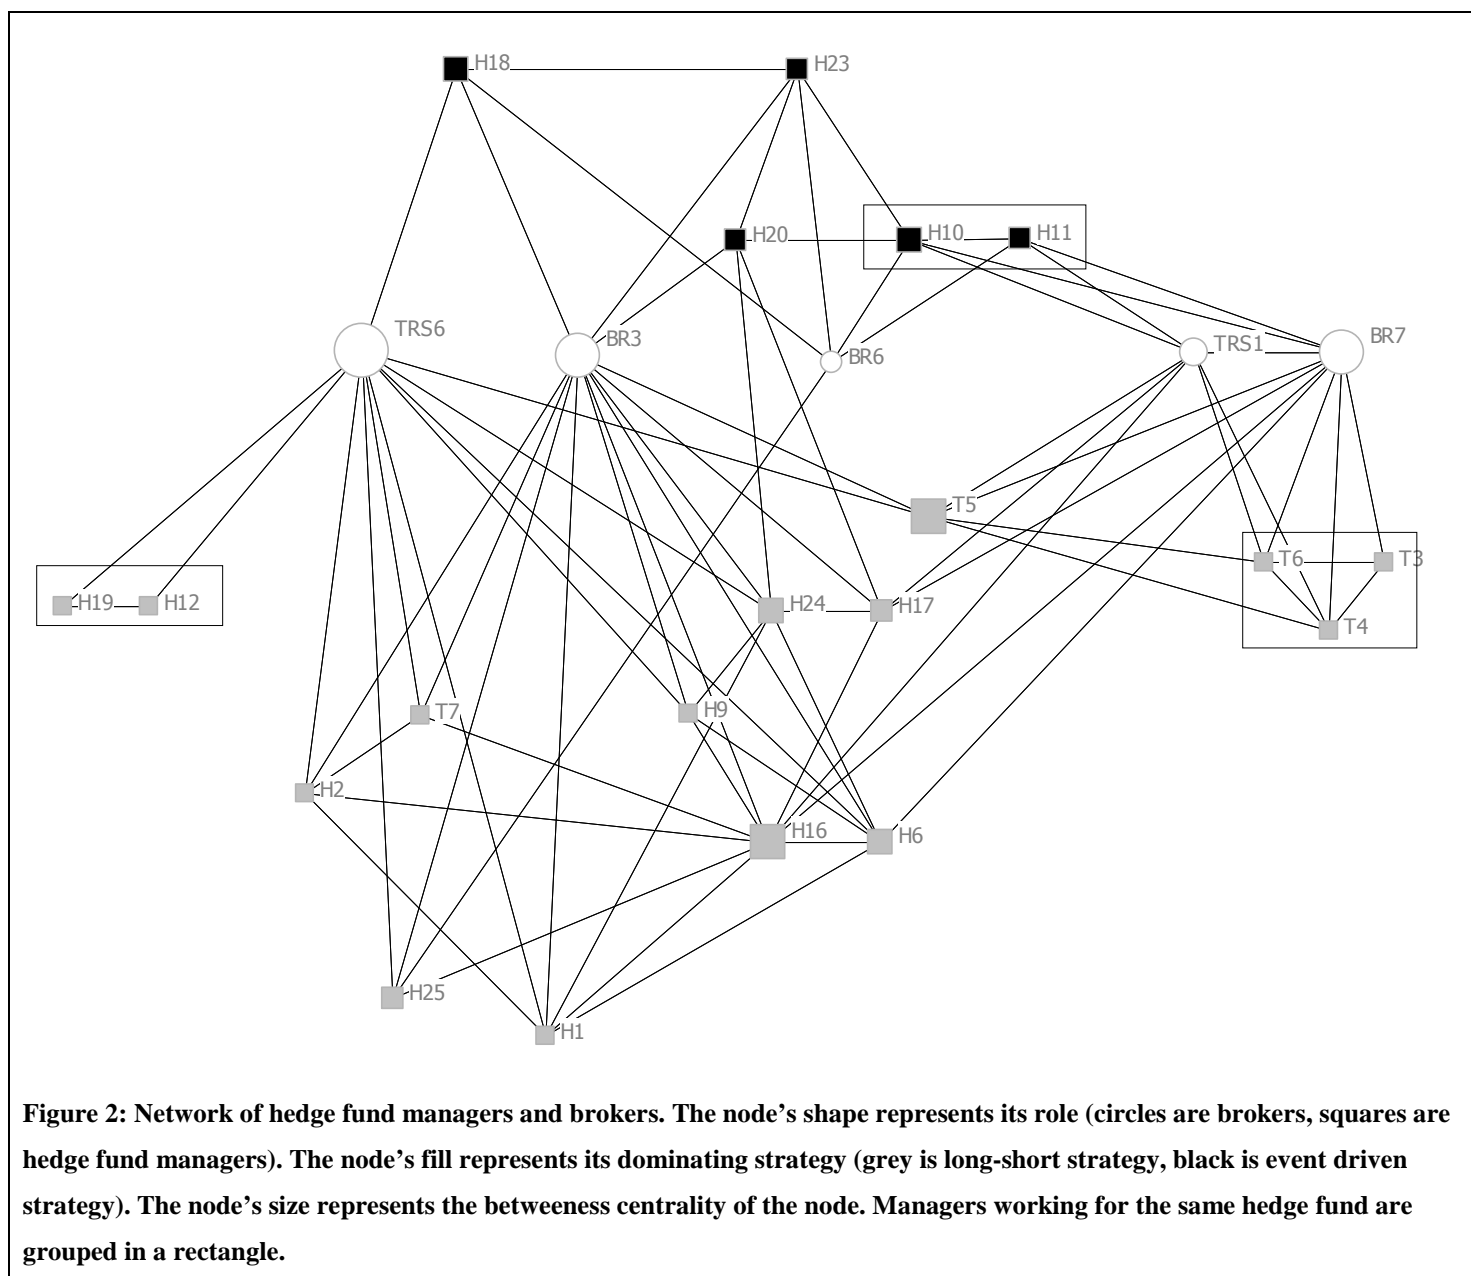 H18
H23
H20
H10
H11
TRS6
BR3
BR6
TRS1
BR7
T5
T6
T3
H19
H12
H24
H17
T4
T7
H9
H2
H16
H6
H25
H1
Figure 2: Network of hedge fund managers and brokers. The node’s shape represents its role (circles are brokers, squares are
hedge fund managers). The node’s fill represents its dominating strategy (grey is long-short strategy, black is event driven
strategy). The node’s size represents the betweeness centrality of the node. Managers working for the same hedge fund are
grouped in a rectangle.